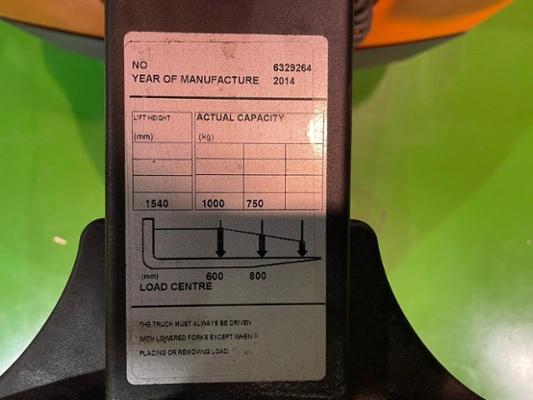 NO 6329264
YEAR OF MANUFACTURE 2014
LIFT HEIGHT ACTUAL CAPACITY
(mm) (kg)
1540 1000 750
(mm) 600 800
LOAD CENTRE
THE TRUCK MUST ALWAYS BE DRIVEN
WITH LOWERED FORKS EXCEPT WHEN
PLACING OR REMOVING LOAD.